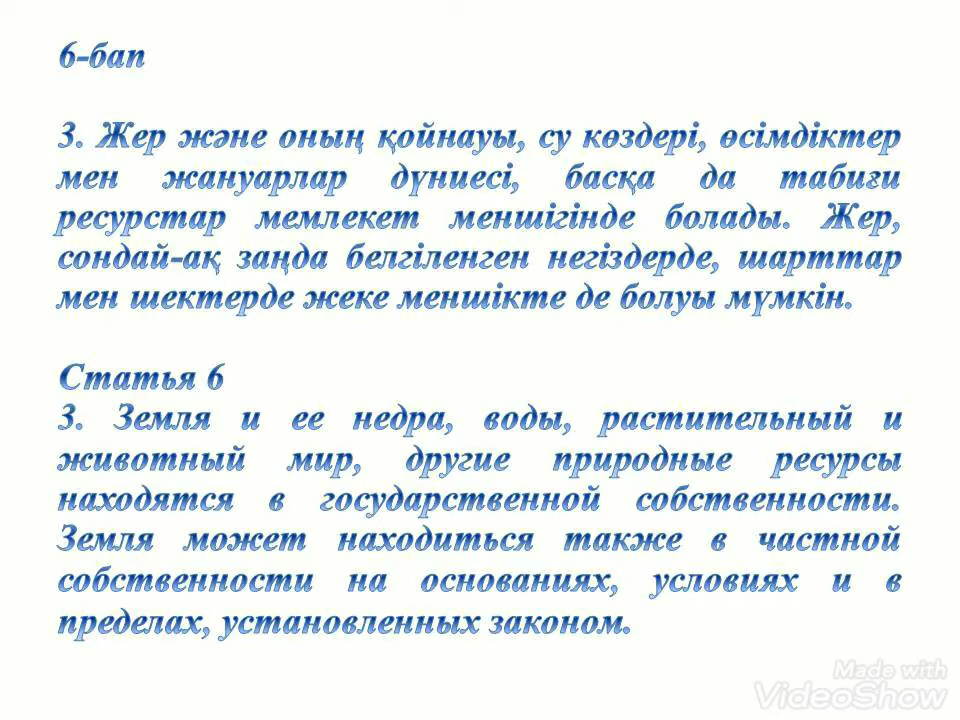 6-бап
3. Жер және оның қойнауы, су көздері, өсімдіктер
мен жануарлар дүниесі, басқа да табиғи
ресурстар мемлекет меншігінде болады. Жер,
сондай-ақ заңда белгіленген негіздерде, шарттар
мен шектерде жеке меншікте де болуы мүмкін.
Статья 6
3. Земля и ее недра, воды, растительный и
животный мир, другие природные ресурсы
находятся в государственной собственности.
Земля может находиться также в частной
собственности на основаниях, условиях и в
пределах, установленных законом.
Made with
VideoShow